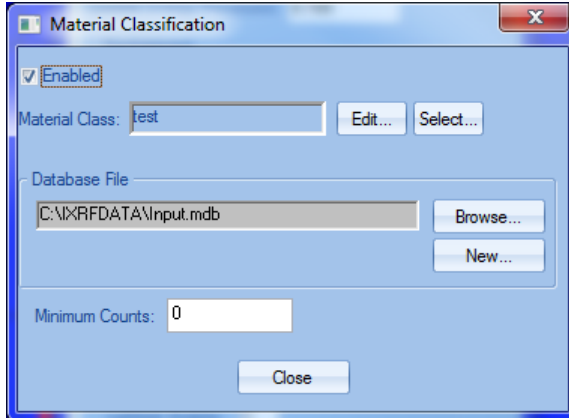 Material Classification
Enabled
Material Class: test Edit... Select...
Database File
C:\IXRFDATA\Input.mdb Browse...
New...
Minimum Counts: 0
Close